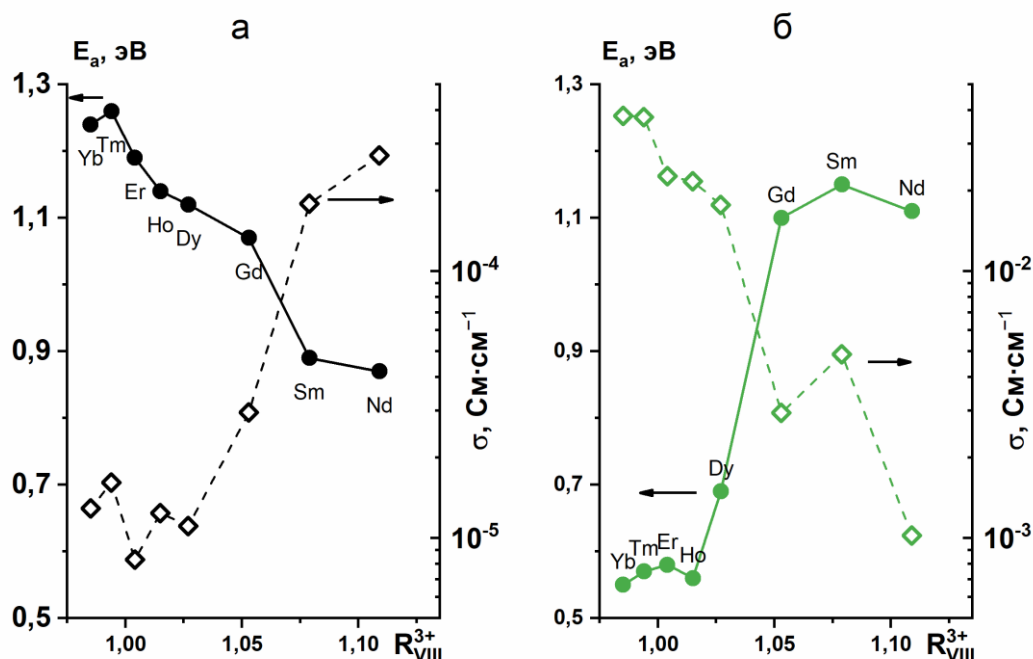 а
Eₐ, эВ
1,3
1,1
0,9
0,7
0,5
Yb
Tm
Er
Ho
Dy
Gd
Sm
Nd
10⁻⁴
10⁻⁵
σ, См·см⁻¹
1,00
1,05
1,10
R³⁺VIII
б
Eₐ, эВ
1,3
1,1
0,9
0,7
0,5
Yb
Tm
Er
Ho
Dy
Gd
Sm
Nd
10⁻²
10⁻³
σ, См·см⁻¹
1,00
1,05
1,10
R³⁺VIII